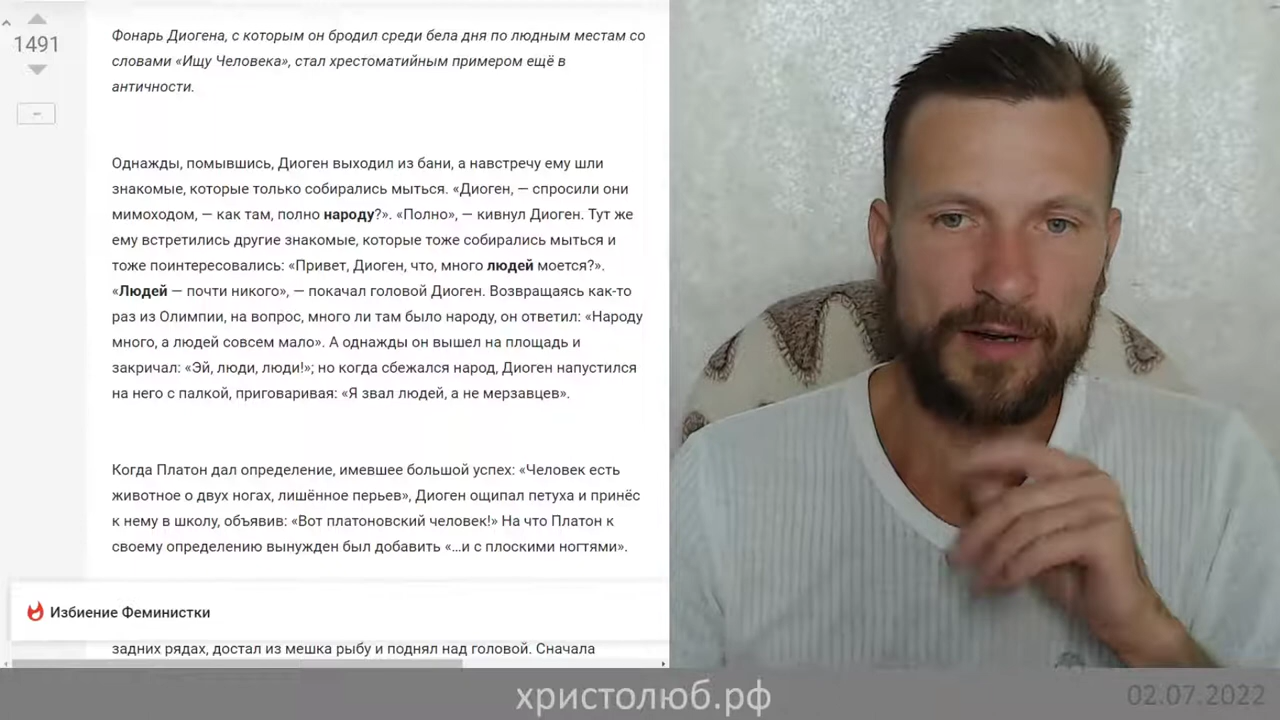 1491
Фонарь Диогена, с которым он бродил среди бела дня по людным местам со
словами «Ищу Человека», стал хрестоматийным примером ещё в
античности.
Однажды, помывшись, Диоген выходил из бани, а навстречу ему шли
знакомые, которые только собирались мыться. «Диоген, — спросили они
мимоходом, — как там, полно народу?». «Полно», — кивнул Диоген. Тут же
ему встретились другие знакомые, которые тоже собирались мыться и
тоже поинтересовались: «Привет, Диоген, что, много людей моется?».
«Людей — почти никого», — покачал головой Диоген. Возвращаясь как-то
раз из Олимпии, на вопрос, много ли там было народу, он ответил: «Народу
много, а людей совсем мало». А однажды он вышел на площадь и
закричал: «Эй, люди, люди!»; но когда сбежался народ, Диоген напустился
на него с палкой, приговаривая: «Я звал людей, а не мерзавцев».
Когда Платон дал определение, имевшее большой успех: «Человек есть
животное о двух ногах, лишённое перьев», Диоген ощипал петуха и принёс
к нему в школу, объявив: «Вот платоновский человек!» На что Платон к
своему определению вынужден был добавить «…и с плоскими ногтями».
Избиение Феминистки
задних рядах, достал из мешка рыбу и поднял над головой. Сначала
христолюб.рф
02.07.2022